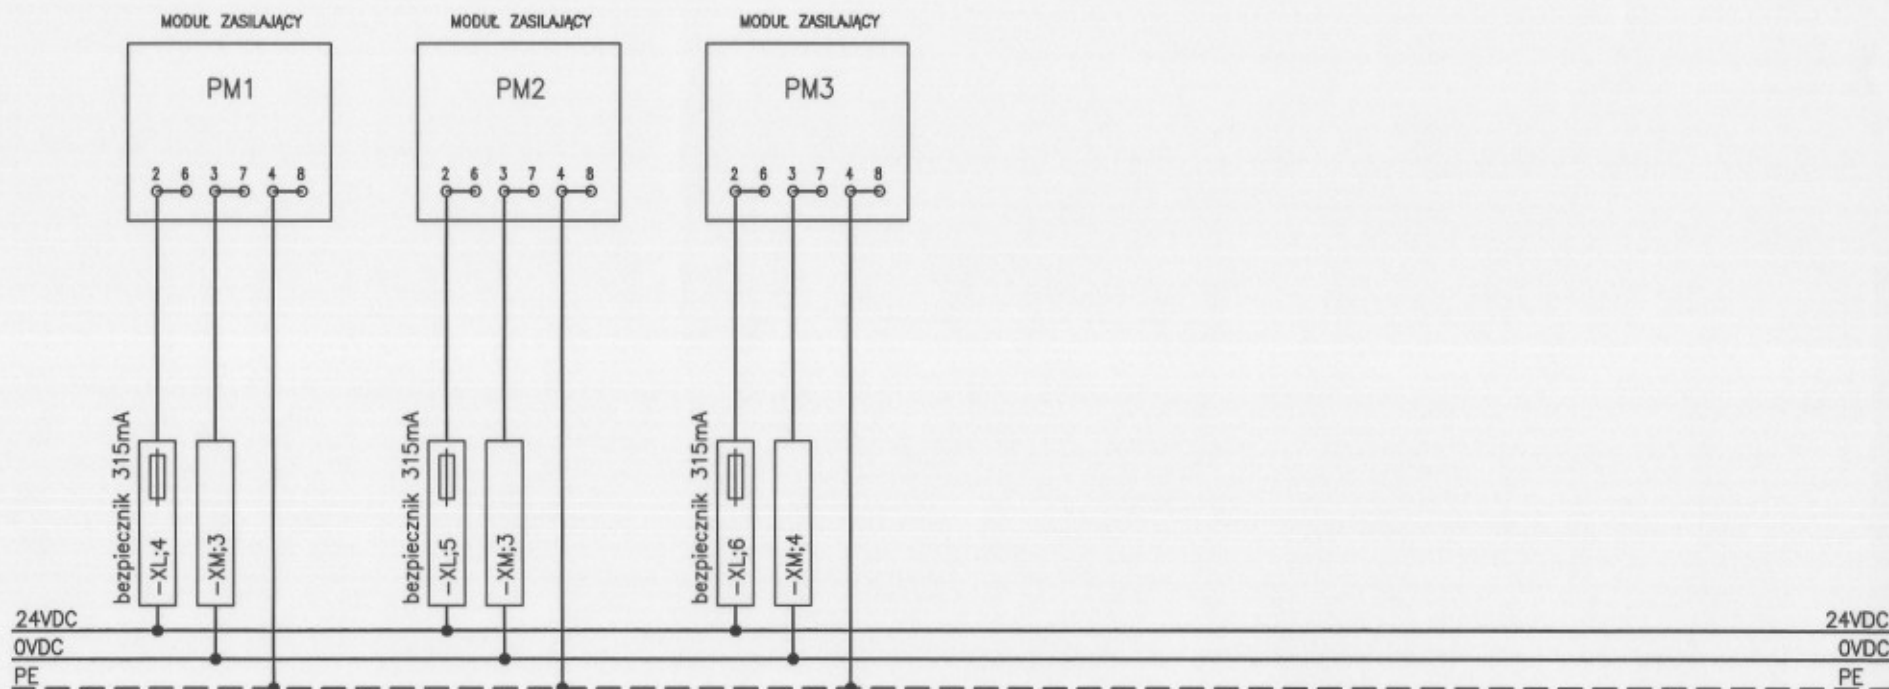 MODUŁ ZASILAJĄCY MODUŁ ZASILAJĄCY MODUŁ ZASILAJĄCY
PM1 PM2 PM3
2 6 3 7 4 8 2 6 3 7 4 8 2 6 3 7 4 8
bezpiecznik 315mA
-XL;4
-XM;3
bezpiecznik 315mA
-XL;5
-XM;3
bezpiecznik 315mA
-XL;6
-XM;4
24VDC 24VDC
0VDC 0VDC
PE PE